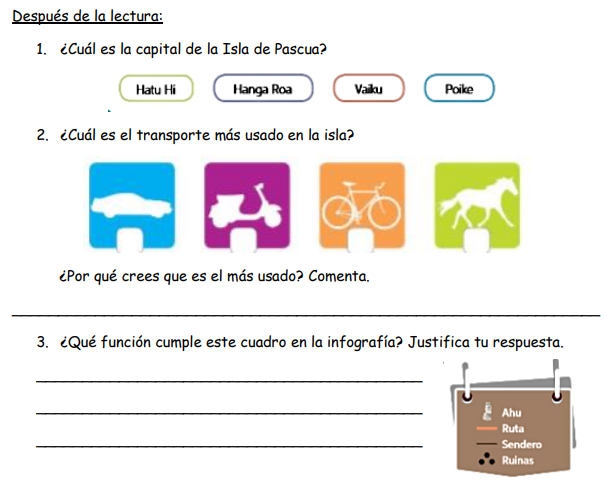 Después de la lectura:
1. ¿Cuál es la capital de la Isla de Pascua?
Hatu Hi Hanga Roa Vaiku Poike
2. ¿Cuál es el transporte más usado en la isla?
¿Por qué crees que es el más usado? Comenta.
3. ¿Qué función cumple este cuadro en la infografía? Justifica tu respuesta.
Ahu
Ruta
Sendero
Ruinas